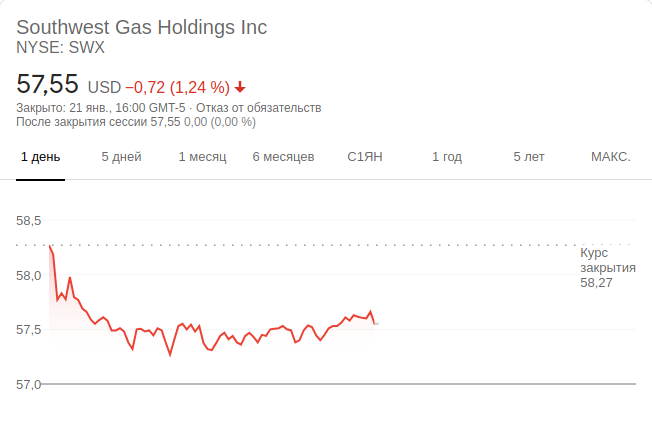 Southwest Gas Holdings Inc
NYSE: SWX
57,55 USD −0,72 (1,24 %)
Закрыто: 21 янв., 16:00 GMT-5 · Отказ от обязательств
После закрытия сессии 57,55 0,00 (0,00 %)
1 день 5 дней 1 месяц 6 месяцев С1ЯН 1 год 5 лет МАКС.
58,5
Курс
закрытия
58,27
58,0
57,5
57,0